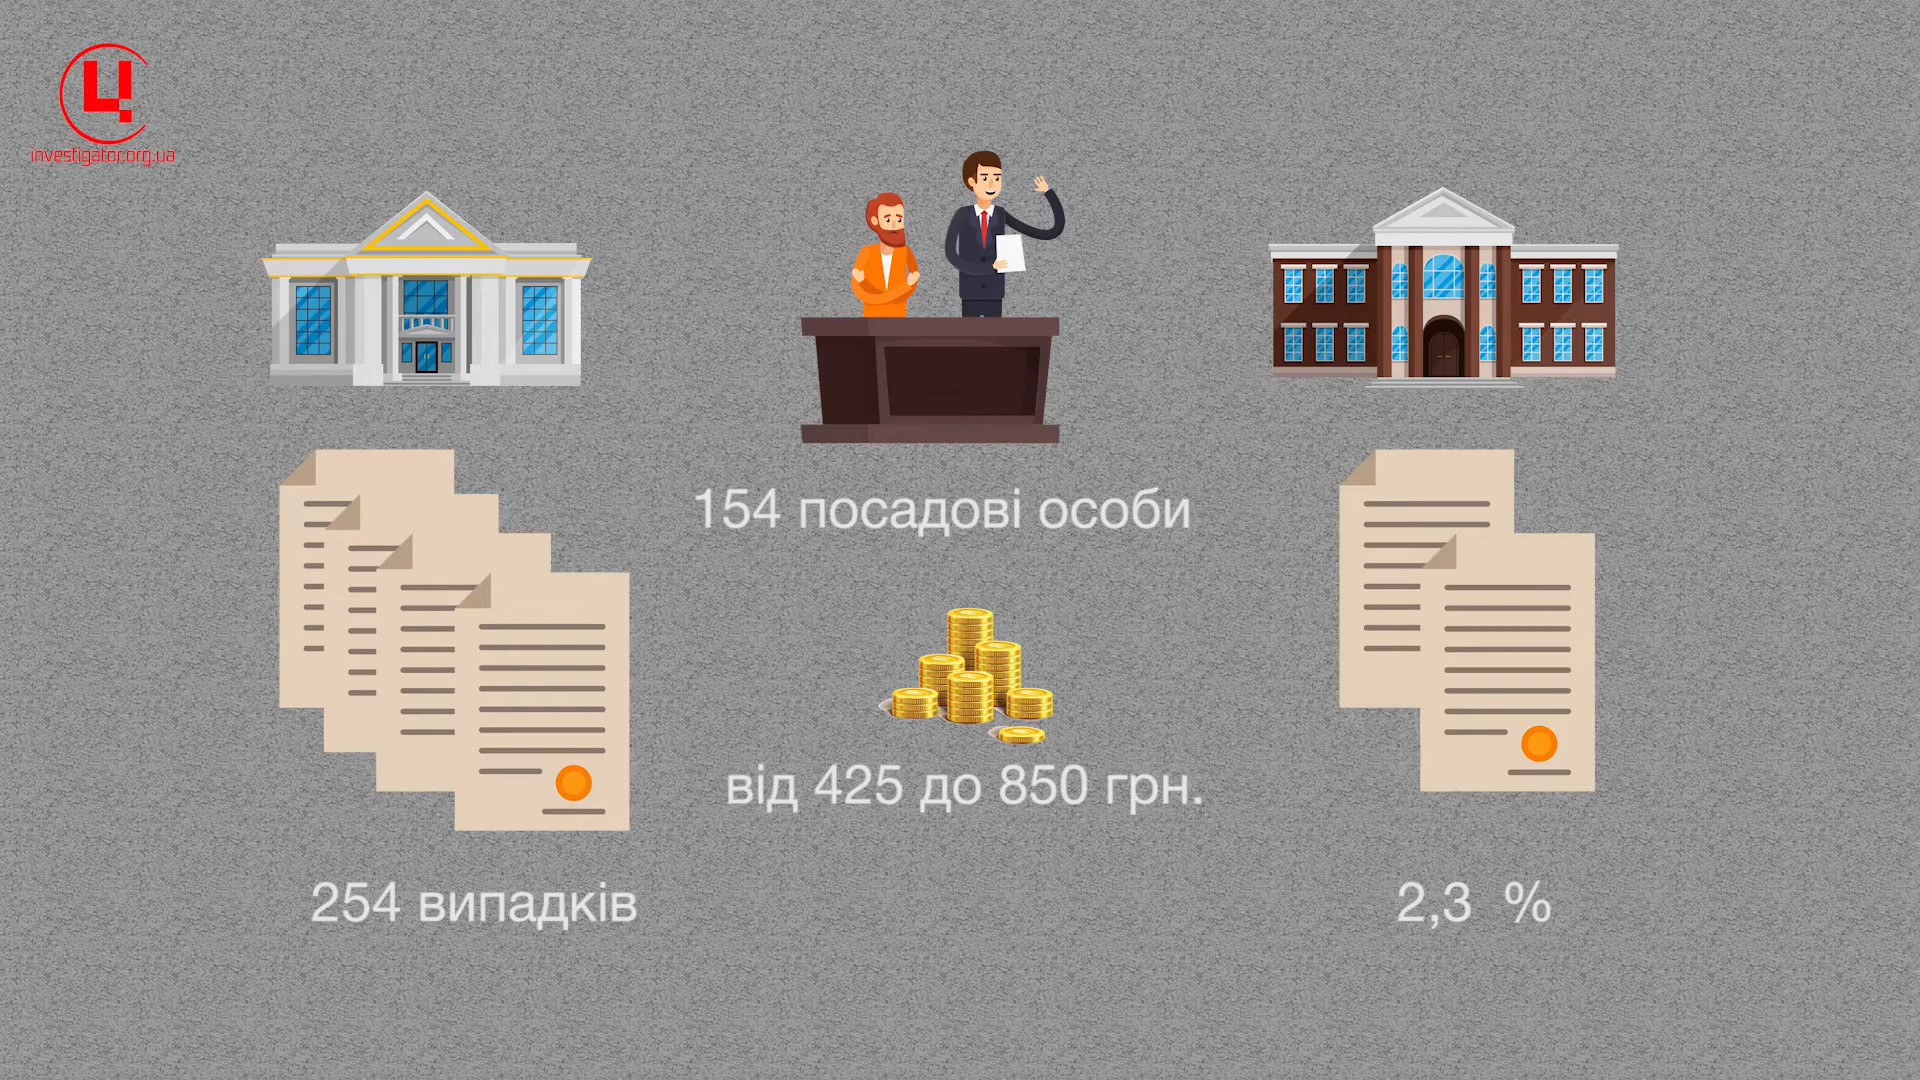 Ц
investigator.org.ua
154 посадові особи
від 425 до 850 грн.
254 випадків
2,3 %